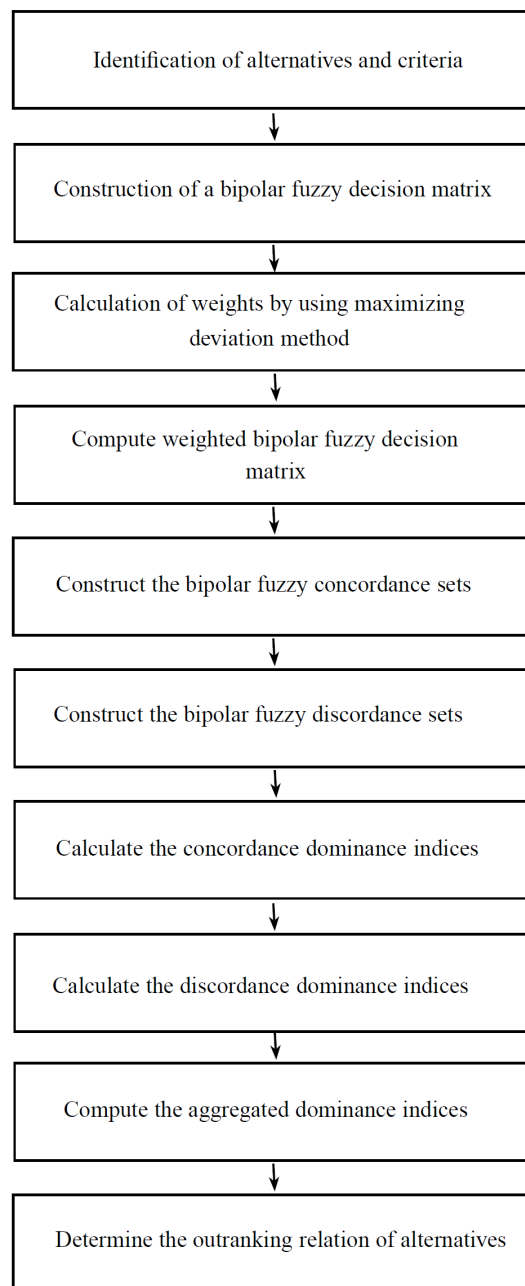 Identification of alternatives and criteria
Construction of a bipolar fuzzy decision matrix
Calculation of weights by using maximizing
deviation method
Compute weighted bipolar fuzzy decision
matrix
Construct the bipolar fuzzy concordance sets
Construct the bipolar fuzzy discordance sets
Calculate the concordance dominance indices
Calculate the discordance dominance indices
Compute the aggregated dominance indices
Determine the outranking relation of alternatives